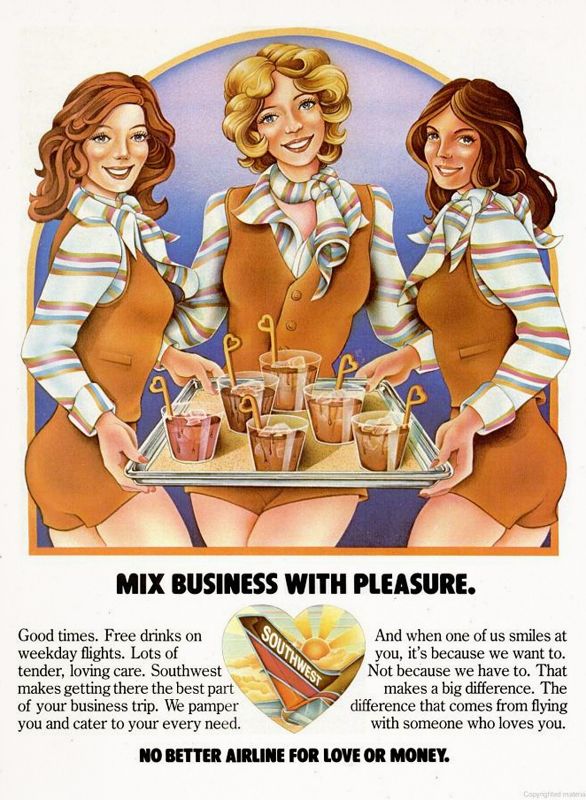 MIX BUSINESS WITH PLEASURE.
Good times. Free drinks on
weekday flights. Lots of
tender, loving care. Southwest
makes getting there the best part
of your business trip. We pamper
you and cater to your every need.
SOUTHWEST
And when one of us smiles at
you, it's because we want to.
Not because we have to. That
makes a big difference. The
difference that comes from flying
with someone who loves you.
NO BETTER AIRLINE FOR LOVE OR MONEY.
Copyrighted materia